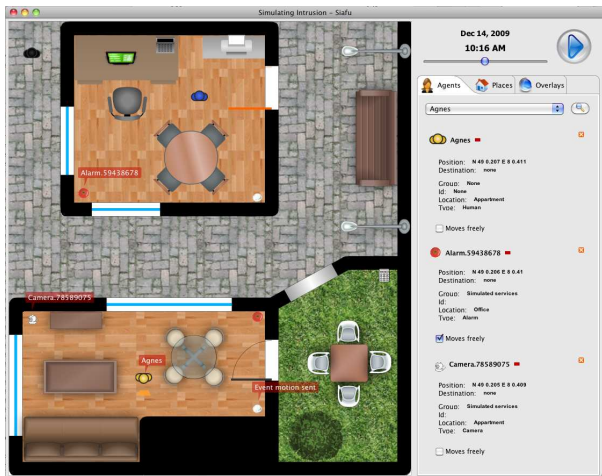 Simulating Intrusion – Siafu
Dec 14, 2009
10:16 AM
Agents Places Overlays
Agnes
Agnes
Position: N 49 0.207 E 8 0.411
Destination: none
Group: None
Id: None
Location: Appartment
Type: Human
Moves freely
Alarm.59438678
Position: N 49 0.206 E 8 0.41
Destination: none
Group: Simulated services
Id:
Location: Office
Type: Alarm
Moves freely
Camera.78589075
Position: N 49 0.205 E 8 0.409
Destination: none
Group: Simulated services
Id:
Location: Appartment
Type: Camera
Moves freely
Alarm.59438678
Camera.78589075
Agnes
Event motion sent